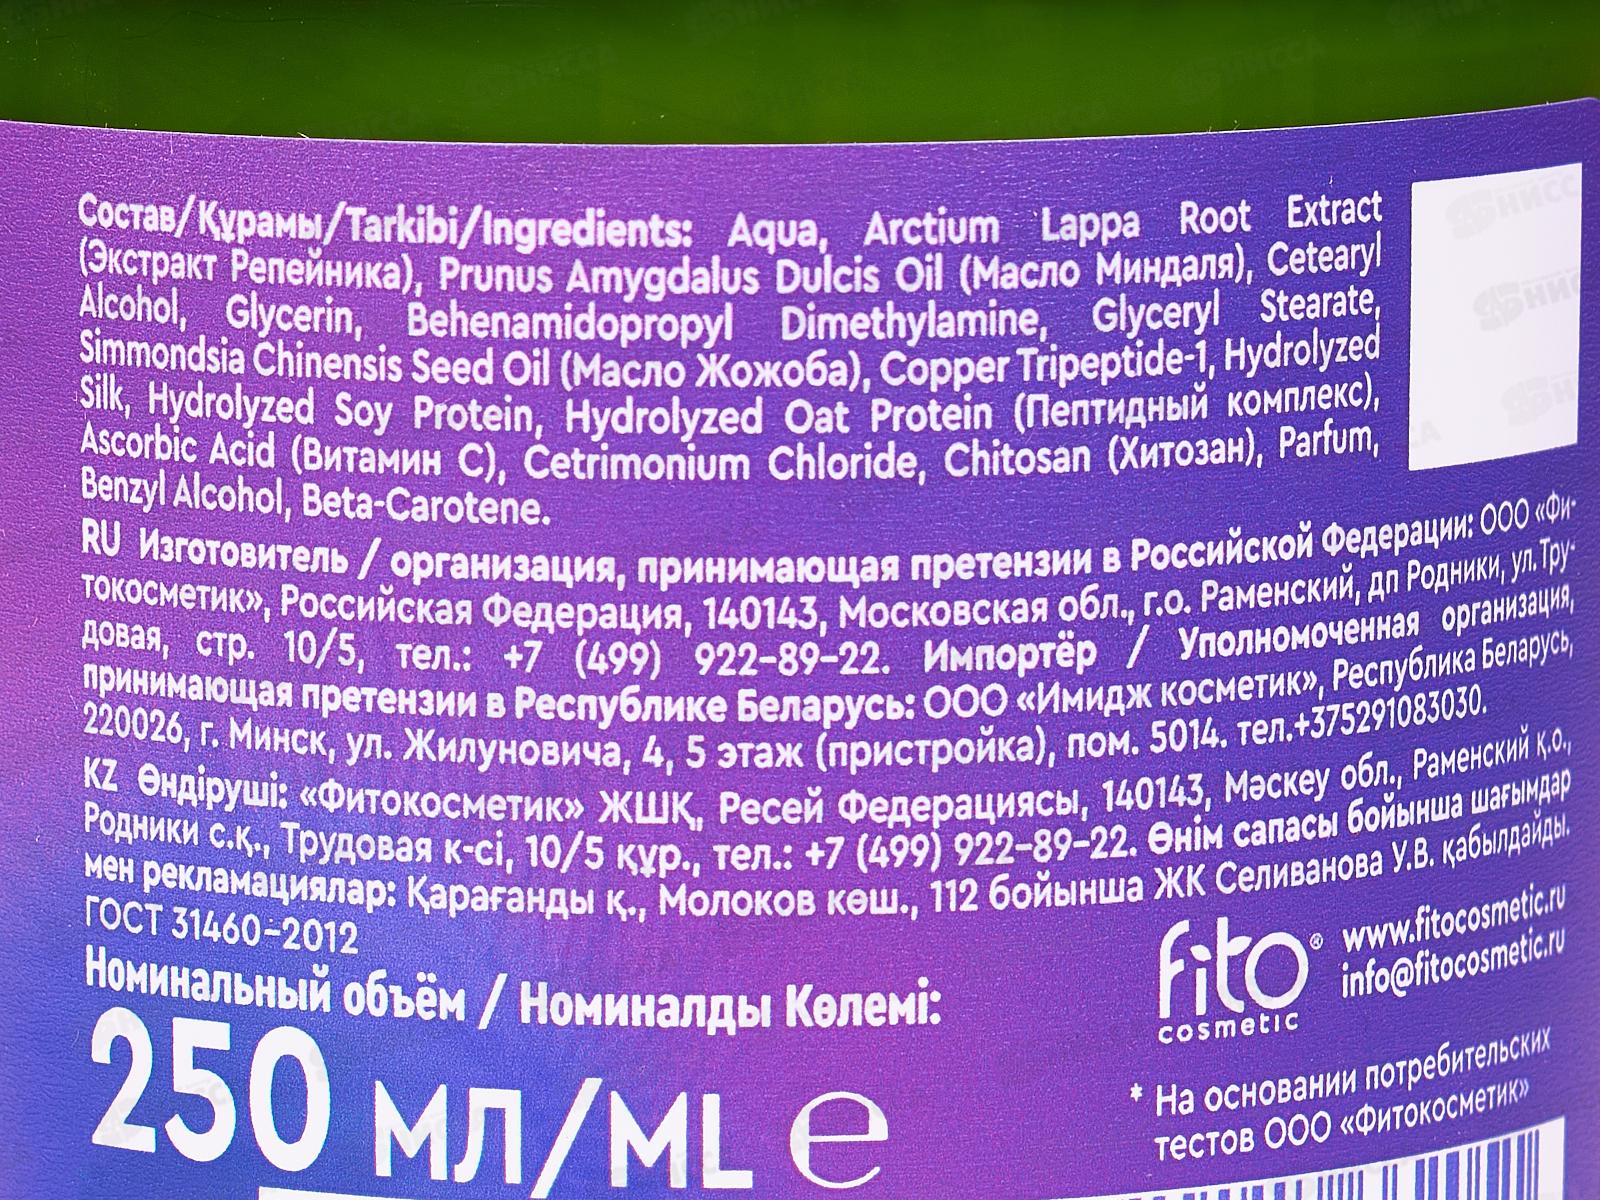 Состав/Құрамы/Tarkibi/Ingredients: Aqua, Arctium Lappa Root Extract
(Экстракт Репейника), Prunus Amygdalus Dulcis Oil (Масло Миндаля), Cetearyl
Alcohol, Glycerin, Behenamidopropyl Dimethylamine, Glyceryl Stearate,
Simmondsia Chinensis Seed Oil (Масло Жожоба), Copper Tripeptide-1, Hydrolyzed
Silk, Hydrolyzed Soy Protein, Hydrolyzed Oat Protein (Пептидный комплекс),
Ascorbic Acid (Витамин С), Cetrimonium Chloride, Chitosan (Хитозан), Parfum,
Benzyl Alcohol, Beta-Carotene.
RU Изготовитель / организация, принимающая претензии в Российской Федерации: ООО «Фи-
токосметик», Российская Федерация, 140143, Московская обл., г.о. Раменский, дп Родники, ул. Тру-
довая, стр. 10/5, тел.: +7 (499) 922-89-22. Импортёр / Уполномоченная организация,
принимающая претензии в Республике Беларусь: ООО «Имидж косметик», Республика Беларусь,
220026, г. Минск, ул. Жилуновича, 4, 5 этаж (пристройка), пом. 5014. тел.+375291083030.
KZ Өндіруші: «Фитокосметик» ЖШҚ, Ресей Федерациясы, 140143, Мәскеу обл., Раменский қ.о.,
Родники с.қ., Трудовая к-сі, 10/5 құр., тел.: +7 (499) 922-89-22. Өнім сапасы бойынша шағымдар
мен рекламациялар: Қарағанды қ., Молоков көш., 112 бойынша ЖК Селиванова У.В. қабылдайды.
ГОСТ 31460-2012
Номинальный объём / Номиналды Көлемі:
250 МЛ/ML e
fito®
cosmetic
www.fitocosmetic.ru
info@fitocosmetic.ru
* На основании потребительских
тестов ООО «Фитокосметик»